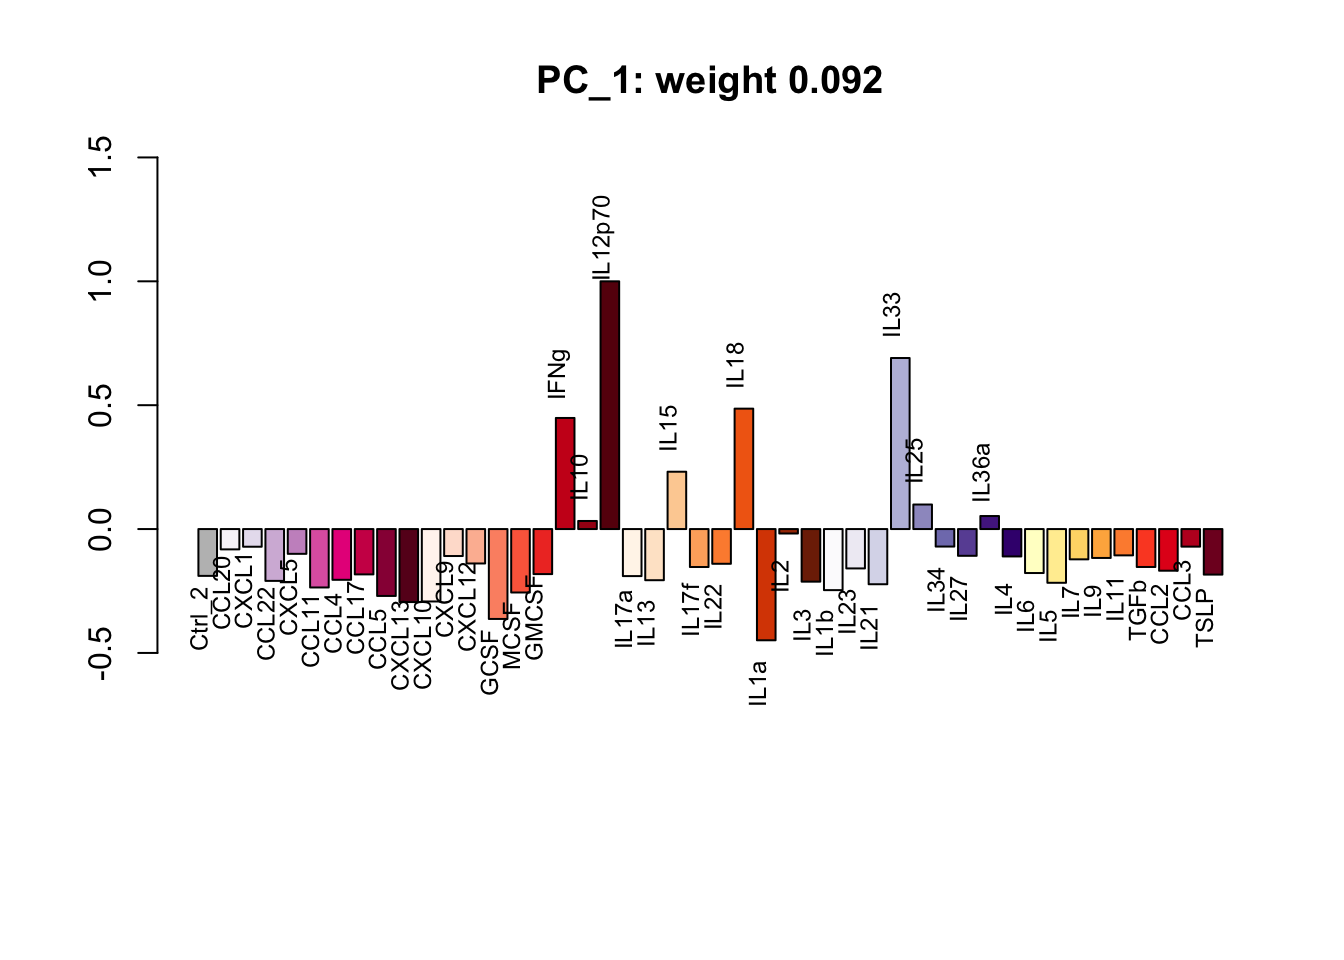 PC_1: weight 0.092
1.5
1.0
0.5
0.0
-0.5
Ctrl_2
CCL20
CXCL1
CCL22
CXCL5
CCL11
CCL4
CCL17
CCL5
CXCL13
CXCL10
CXCL9
CXCL12
GCSF
MCSF
GMCSF
IFNg
IL10
IL12p70
IL17a
IL13
IL15
IL17f
IL22
IL18
IL1a
IL2
IL3
IL1b
IL23
IL21
IL33
IL25
IL34
IL27
IL36a
IL4
IL6
IL5
IL7
IL9
IL11
TGFb
CCL2
CCL3
TSLP